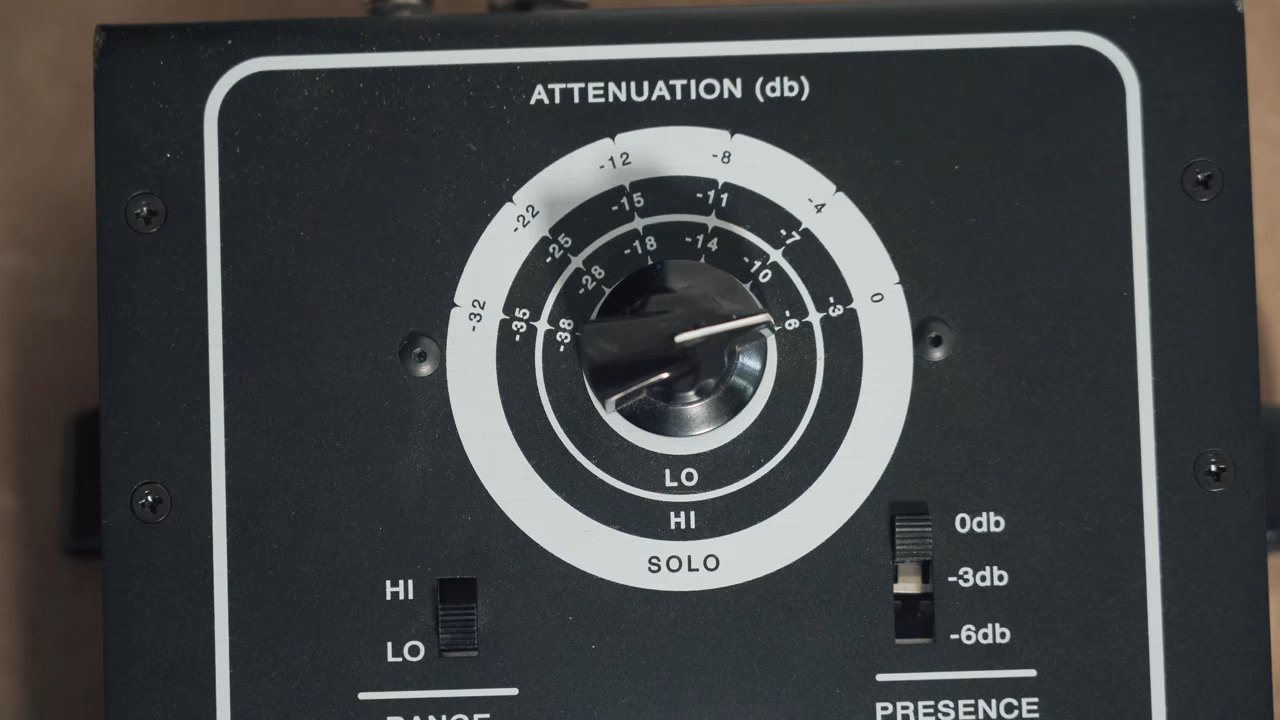 ATTENUATION (db)
-32 -22 -12 -8 -4 0
-35 -25 -15 -11 -7 -3
-38 -28 -18 -14 -10 -6
LO
HI
SOLO
HI
LO
RANGE
0db
-3db
-6db
PRESENCE